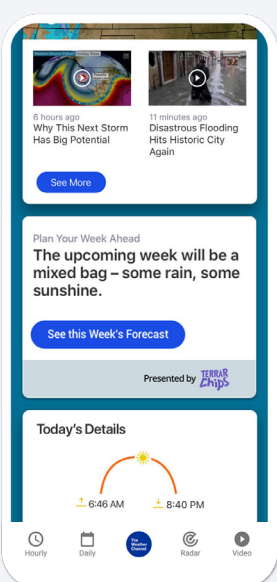 6 hours ago
Why This Next Storm
Has Big Potential
11 minutes ago
Disastrous Flooding
Hits Historic City
Again
See More
Plan Your Week Ahead
The upcoming week will be a
mixed bag – some rain, some
sunshine.
See this Week's Forecast
Presented by TERRA Chips
Today's Details
6:46 AM
8:40 PM
Hourly
Daily
The
Weather
Channel
Radar
Video